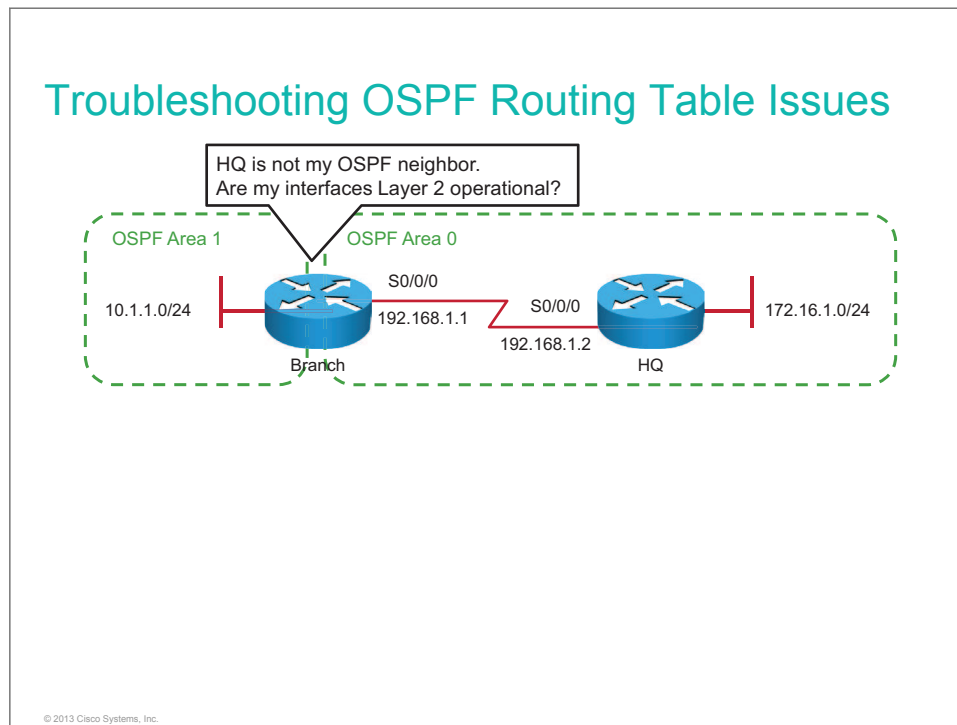 Troubleshooting OSPF Routing Table Issues
HQ is not my OSPF neighbor.
Are my interfaces Layer 2 operational?
OSPF Area 1
OSPF Area 0
S0/0/0
10.1.1.0/24
S0/0/0
172.16.1.0/24
192.168.1.1
192.168.1.2
Branch
HQ
© 2013 Cisco Systems, Inc.